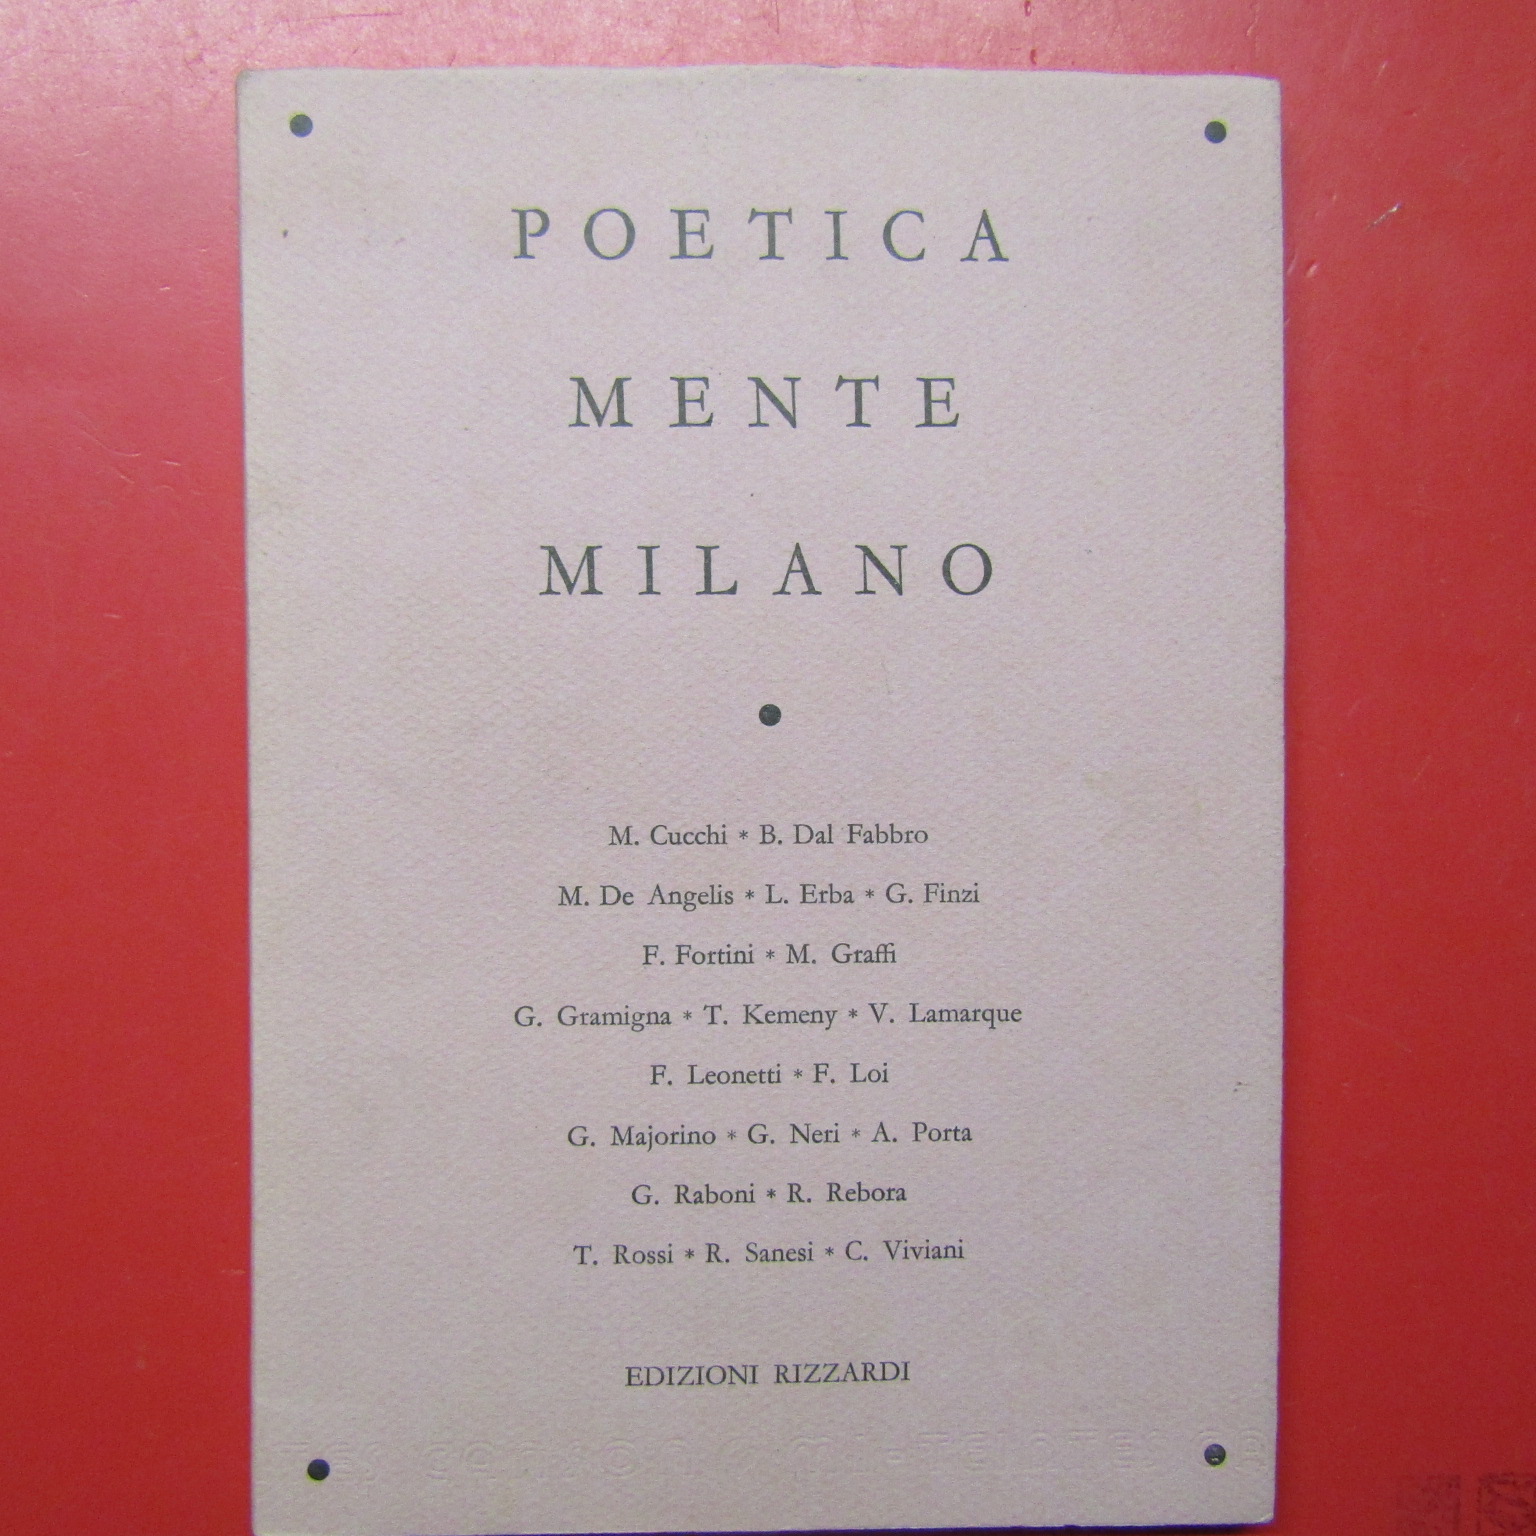 POETICA
MENTE
MILANO
M. Cucchi * B. Dal Fabbro
M. De Angelis * L. Erba * G. Finzi
F. Fortini * M. Graffi
G. Gramigna * T. Kemeny * V. Lamarque
F. Leonetti * F. Loi
G. Majorino * G. Neri * A. Porta
G. Raboni * R. Rebora
T. Rossi * R. Sanesi * C. Viviani
EDIZIONI RIZZARDI